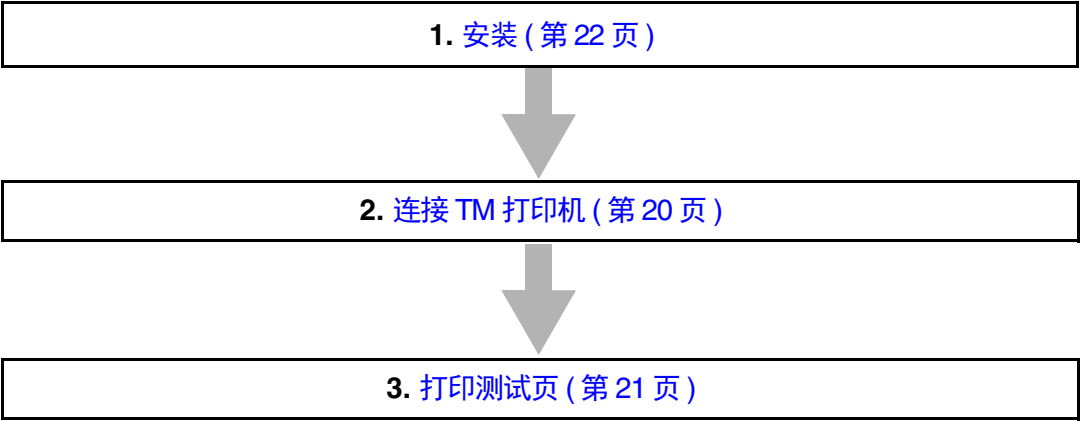 1. 安装 ( 第 22 页 )
2. 连接 TM 打印机 ( 第 20 页 )
3. 打印测试页 ( 第 21 页 )